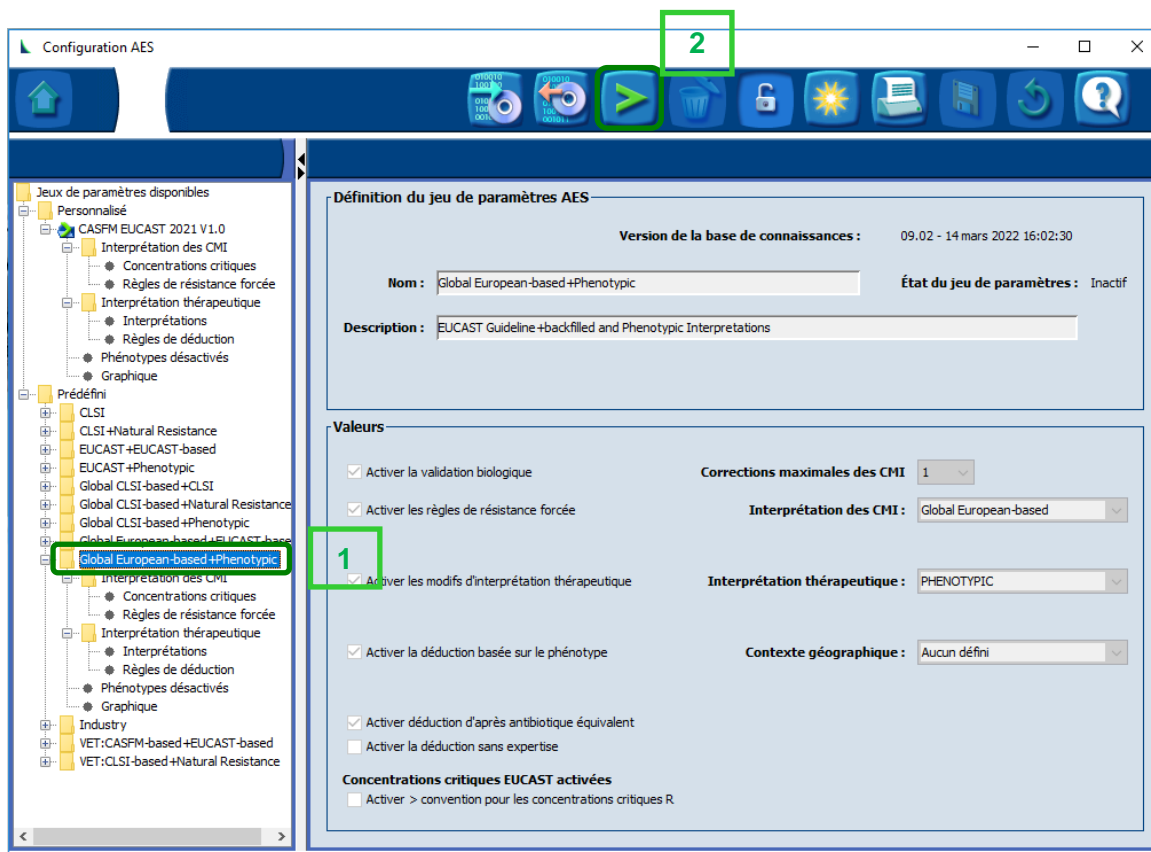 2
Configuration AES
Jeux de paramètres disponibles
Personnalisé
CASFM EUCAST 2021 V1.0
Interprétation des CMI
Concentrations critiques
Règles de résistance forcée
Interprétation thérapeutique
Interprétations
Règles de déduction
Phénotypes désactivés
Graphique
Prédéfini
CLSI
CLSI+Natural Resistance
EUCAST+EUCAST-based
EUCAST+Phenotypic
Global CLSI-based+CLSI
Global CLSI-based+Natural Resistance
Global CLSI-based+Phenotypic
Global European-based+EUCAST-base
Global European-based+Phenotypic
Interprétation des CMI
Concentrations critiques
Règles de résistance forcée
Interprétation thérapeutique
Interprétations
Règles de déduction
Phénotypes désactivés
Graphique
Industry
VET:CASFM-based+EUCAST-based
VET:CLSI-based+Natural Resistance
1
Définition du jeu de paramètres AES
Version de la base de connaissances : 09.02 - 14 mars 2022 16:02:30
Nom : Global European-based+Phenotypic État du jeu de paramètres : Inactif
Description : EUCAST Guideline+backfilled and Phenotypic Interpretations
Valeurs
Activer la validation biologique Corrections maximales des CMI 1
Activer les règles de résistance forcée Interprétation des CMI : Global European-based
Activer les modifs d'interprétation thérapeutique Interprétation thérapeutique : PHENOTYPIC
Activer la déduction basée sur le phénotype Contexte géographique : Aucun défini
Activer déduction d'après antibiotique équivalent
Activer la déduction sans expertise
Concentrations critiques EUCAST activées
Activer > convention pour les concentrations critiques R